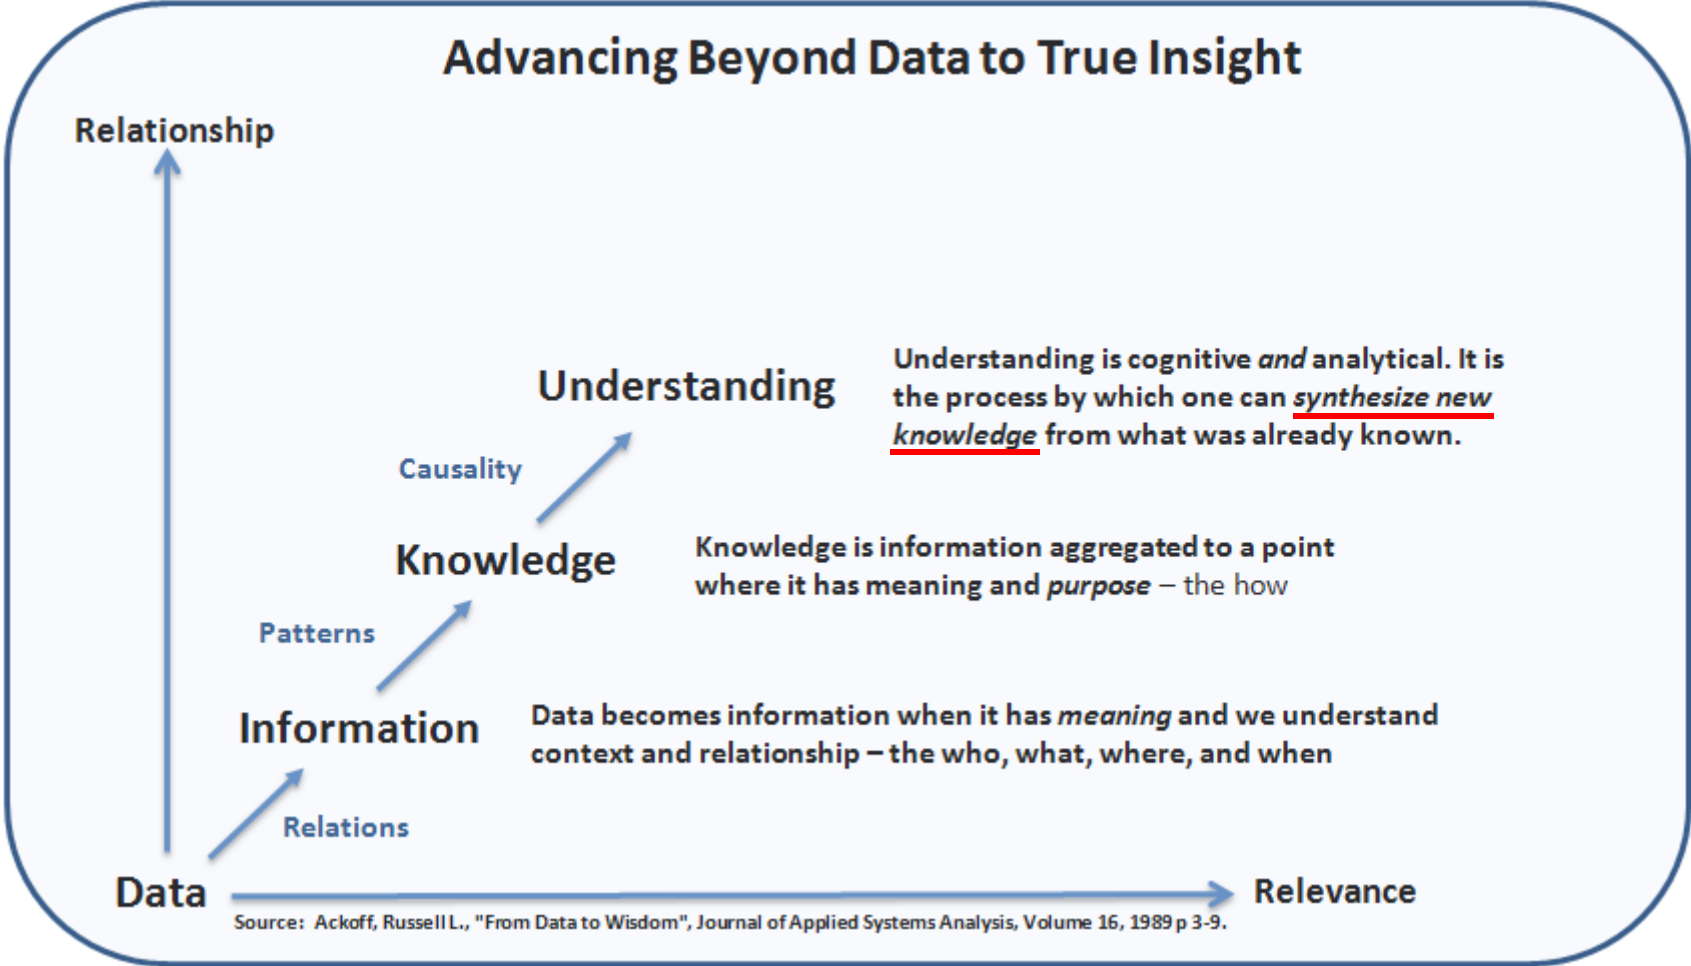 Advancing Beyond Data to True Insight
Relationship
Understanding
Understanding is cognitive and analytical. It is
the process by which one can synthesize new
knowledge from what was already known.
Causality
Knowledge
Knowledge is information aggregated to a point
where it has meaning and purpose – the how
Patterns
Information
Data becomes information when it has meaning and we understand
context and relationship – the who, what, where, and when
Relations
Data
Relevance
Source: Ackoff, Russell L., "From Data to Wisdom", Journal of Applied Systems Analysis, Volume 16, 1989 p 3-9.